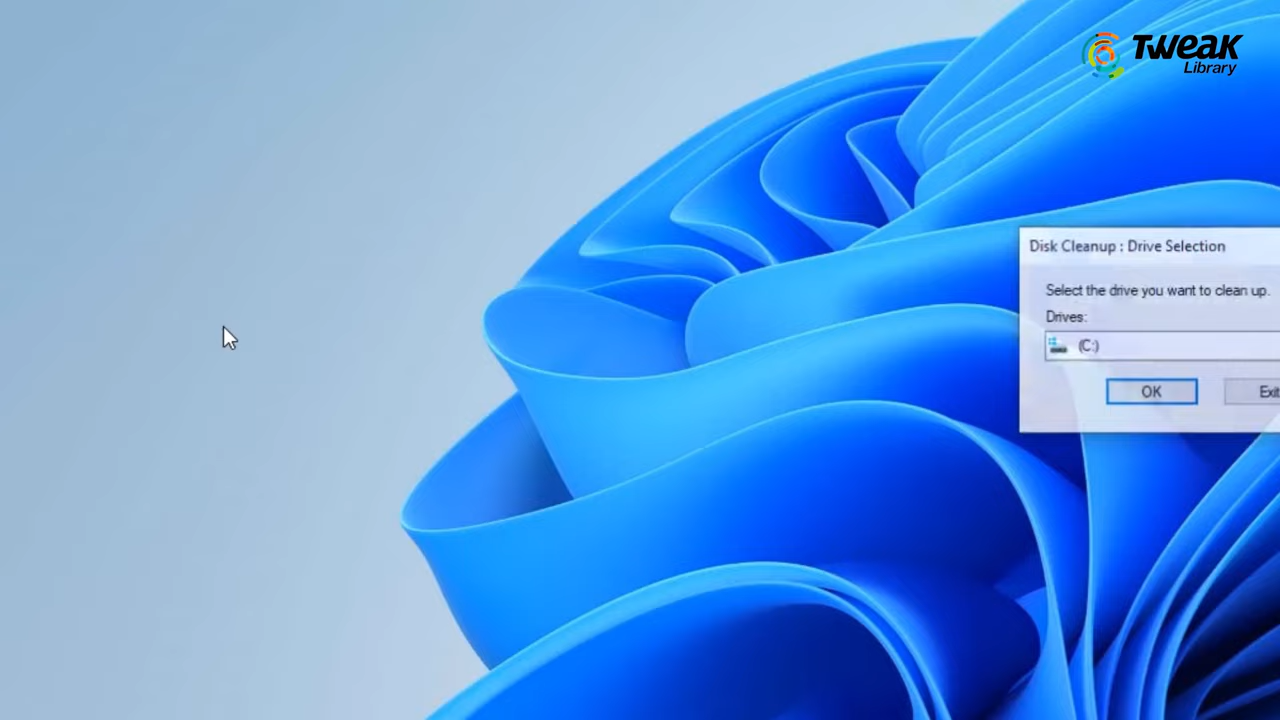 Tweak
Library
Disk Cleanup : Drive Selection
Select the drive you want to clean up.
Drives:
(C:)
OK
Exit